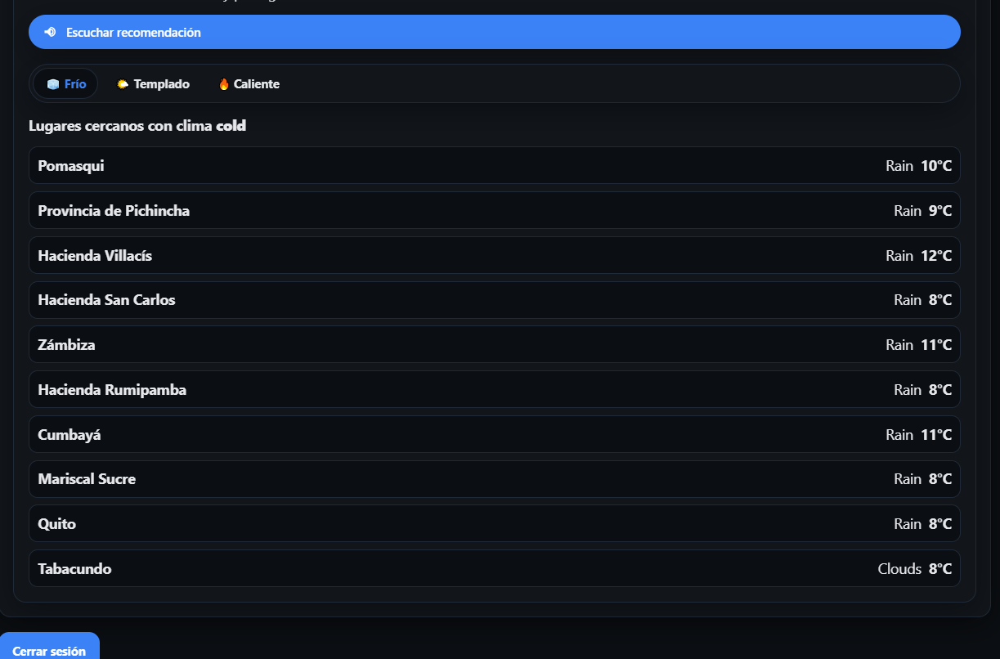 Escuchar recomendación
Frío Templado Caliente
Lugares cercanos con clima cold
Pomasqui Rain 10°C
Provincia de Pichincha Rain 9°C
Hacienda Villacís Rain 12°C
Hacienda San Carlos Rain 8°C
Zámbiza Rain 11°C
Hacienda Rumipamba Rain 8°C
Cumbayá Rain 11°C
Mariscal Sucre Rain 8°C
Quito Rain 8°C
Tabacundo Clouds 8°C
Cerrar sesión